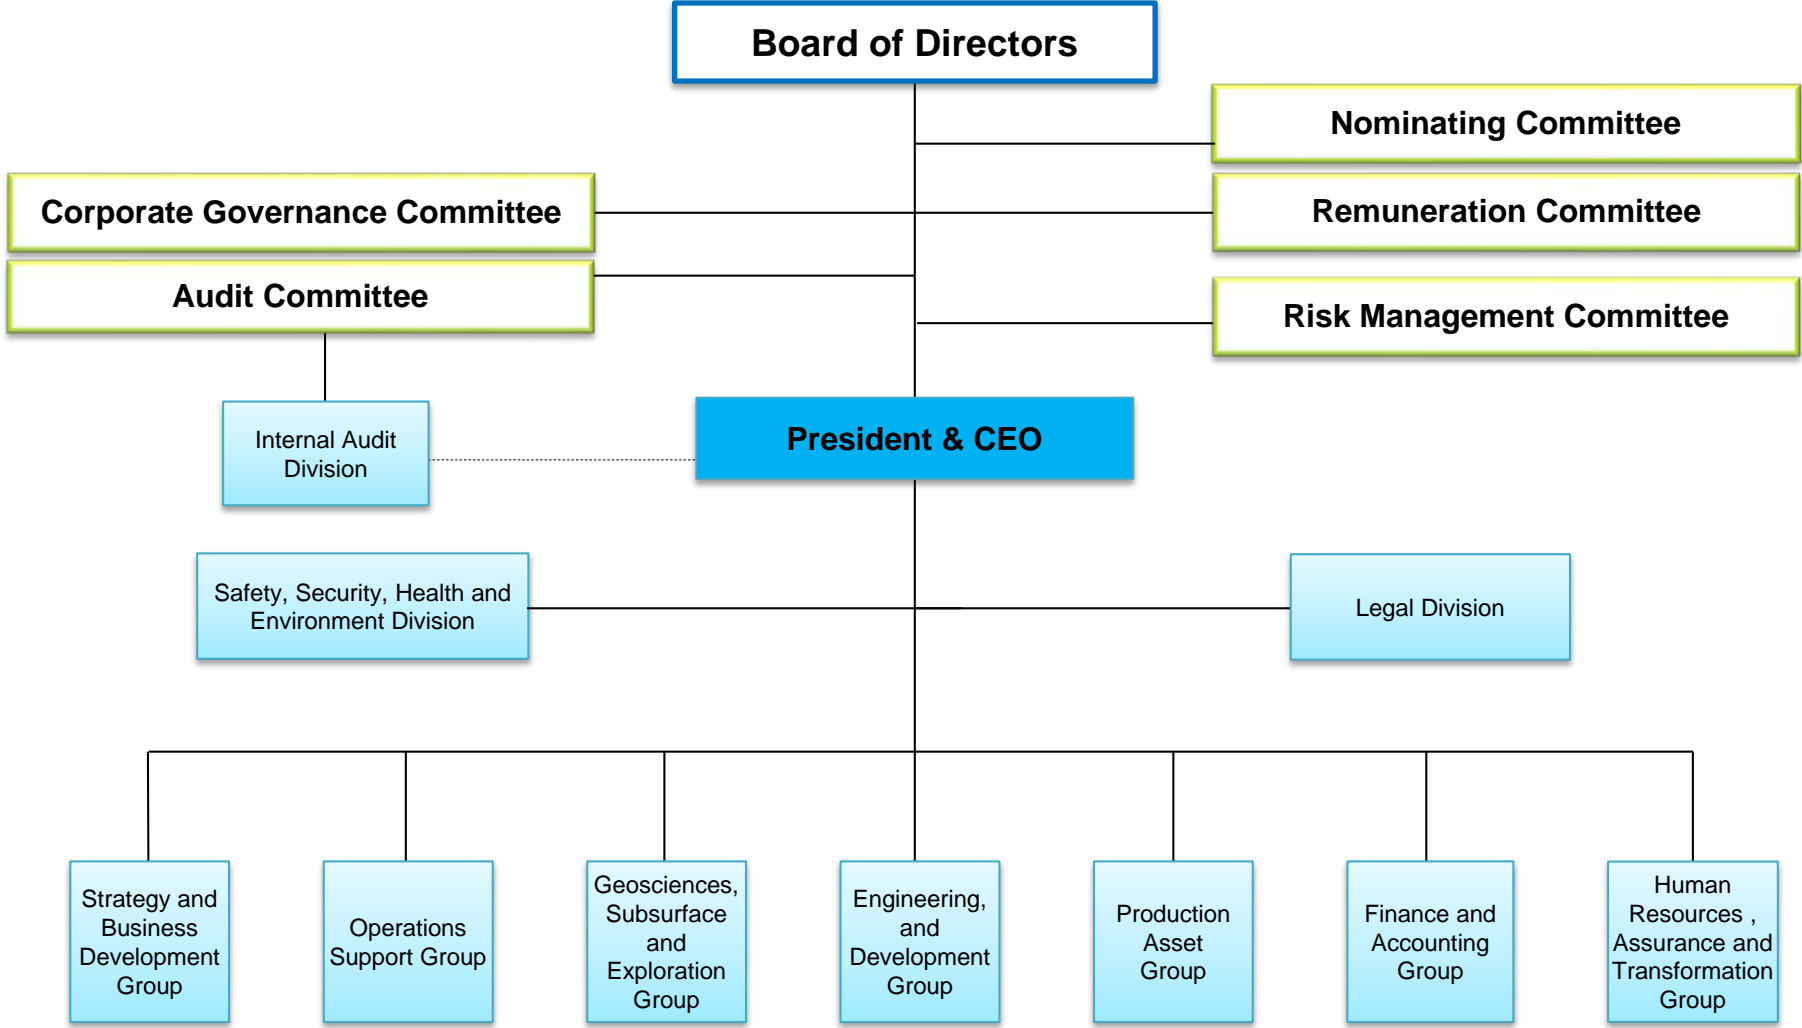 Board of Directors
Nominating Committee
Corporate Governance Committee
Remuneration Committee
Audit Committee
Risk Management Committee
Internal Audit
Division
President & CEO
Safety, Security, Health and
Environment Division
Legal Division
Strategy and
Business
Development
Group
Operations
Support Group
Geosciences,
Subsurface
and
Exploration
Group
Engineering,
and
Development
Group
Production
Asset
Group
Finance and
Accounting
Group
Human
Resources ,
Assurance and
Transformation
Group